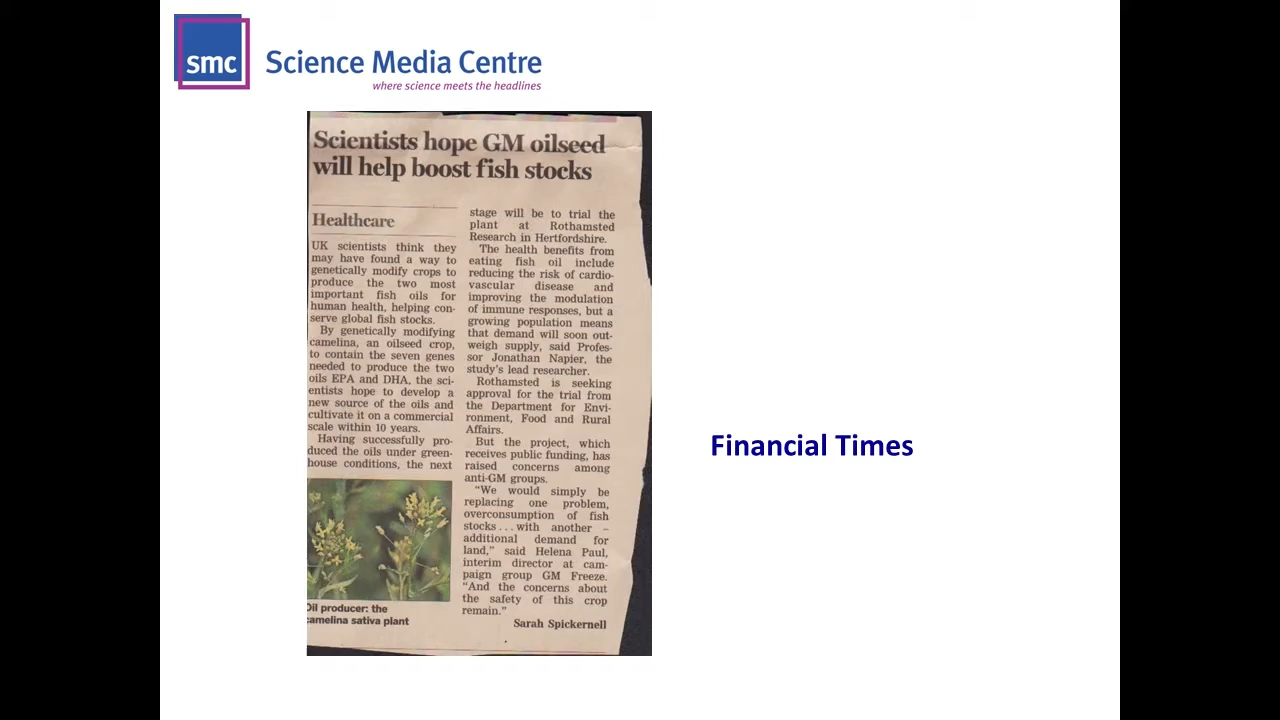 smc
Science Media Centre
where science meets the headlines
Scientists hope GM oilseed
will help boost fish stocks
Healthcare
UK scientists think they
may have found a way to
genetically modify crops to
produce the two most
important fish oils for
human health, helping con-
serve global fish stocks.
By genetically modifying
camelina, an oilseed crop,
to contain the seven genes
needed to produce the two
oils EPA and DHA, the sci-
entists hope to develop a
new source of the oils and
cultivate it on a commercial
scale within 10 years.
Having successfully pro-
duced the oils under green-
house conditions, the next
Oil producer: the
camelina sativa plant
stage will be to trial the
plant at Rothamsted
Research in Hertfordshire.
The health benefits from
eating fish oil include
reducing the risk of cardio-
vascular disease and
improving the modulation
of immune responses, but a
growing population means
that demand will soon out-
weigh supply, said Profes-
sor Jonathan Napier, the
study's lead researcher.
Rothamsted is seeking
approval for the trial from
the Department for Envi-
ronment, Food and Rural
Affairs.
But the project, which
receives public funding, has
raised concerns among
anti-GM groups.
"We would simply be
replacing one problem,
overconsumption of fish
stocks . . . with another –
additional demand for
land," said Helena Paul,
interim director at cam-
paign group GM Freeze.
"And the concerns about
the safety of this crop
remain."
Sarah Spickernell
Financial Times